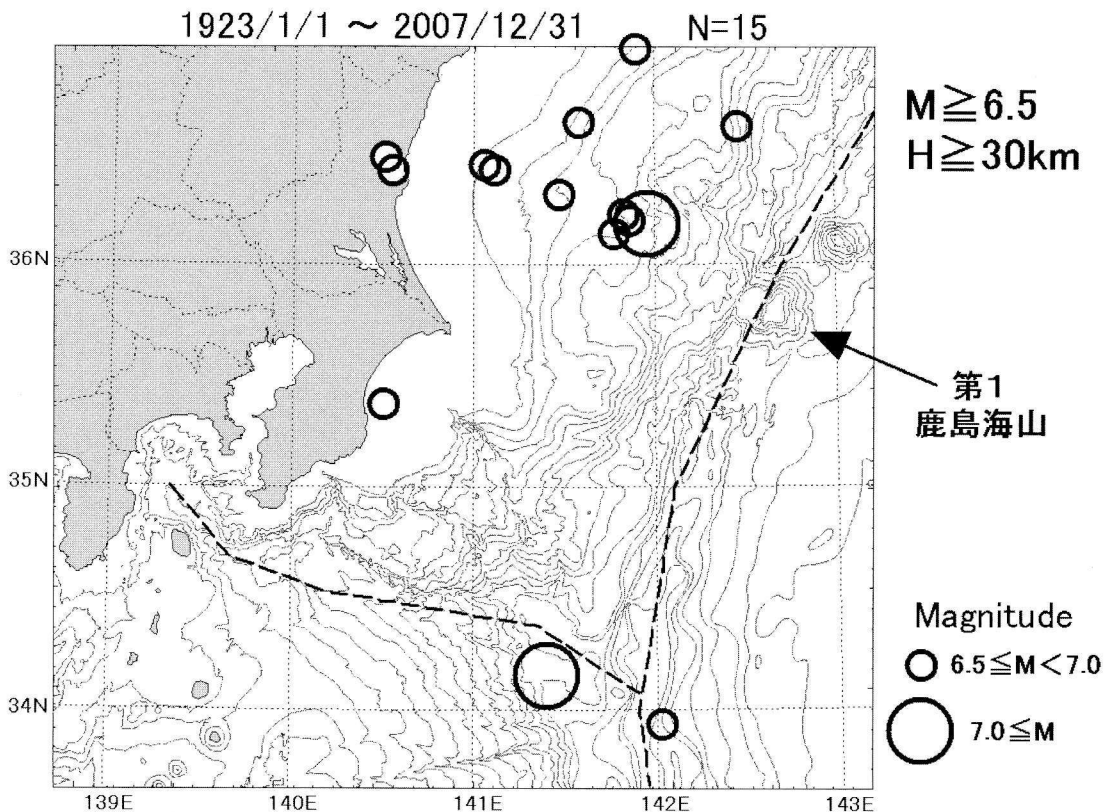 1923/1/1 ～ 2007/12/31 N=15
M≧6.5
H≧30km
36N
35N
34N
第1
鹿島海山
Magnitude
6.5≦M＜7.0
7.0≦M
139E 140E 141E 142E 143E